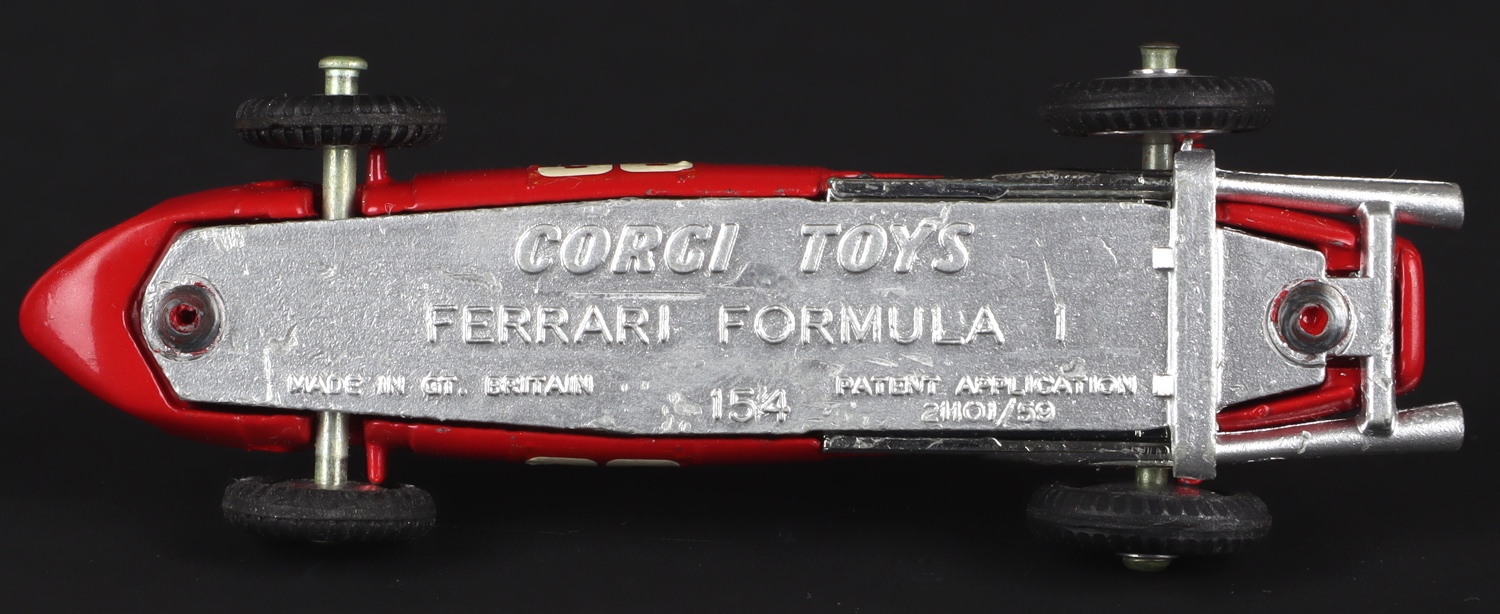 CORGI TOYS
FERRARI FORMULA 1
MADE IN GT. BRITAIN
154
PATENT APPLICATION
21101/59